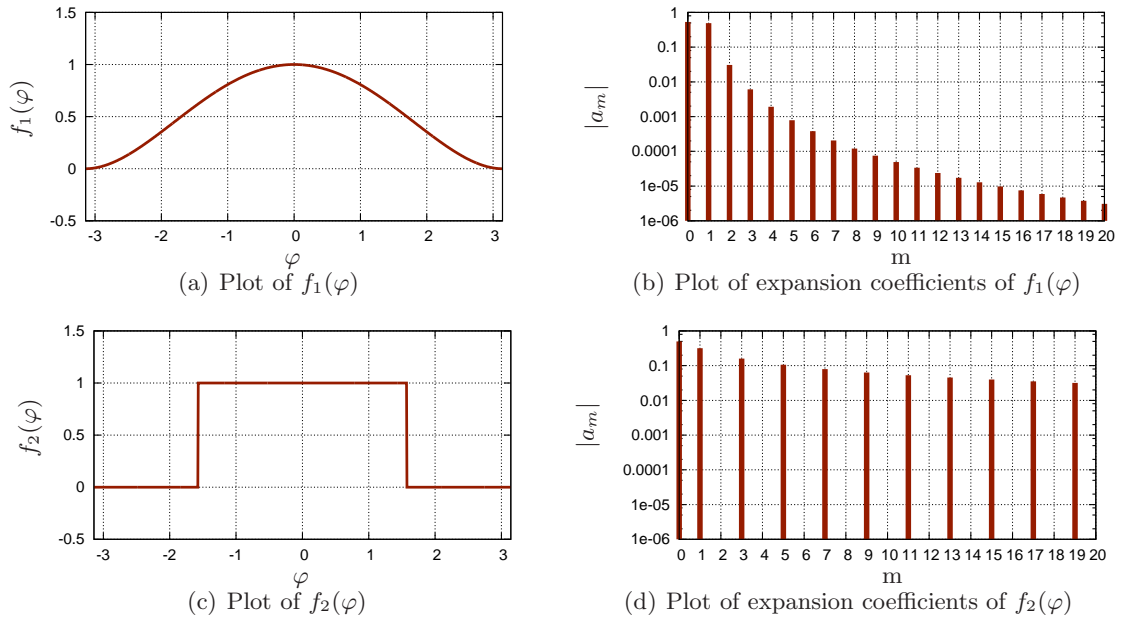 1.5
1
0.5
0
-0.5
-3 -2 -1 0 1 2 3
f₁(φ)
φ
(a) Plot of f₁(φ)
1
0.1
0.01
0.001
0.0001
1e-05
1e-06
0 1 2 3 4 5 6 7 8 9 10 11 12 13 14 15 16 17 18 19 20
|aₘ|
m
(b) Plot of expansion coefficients of f₁(φ)
1.5
1
0.5
0
-0.5
-3 -2 -1 0 1 2 3
f₂(φ)
φ
(c) Plot of f₂(φ)
1
0.1
0.01
0.001
0.0001
1e-05
1e-06
0 1 2 3 4 5 6 7 8 9 10 11 12 13 14 15 16 17 18 19 20
|aₘ|
m
(d) Plot of expansion coefficients of f₂(φ)